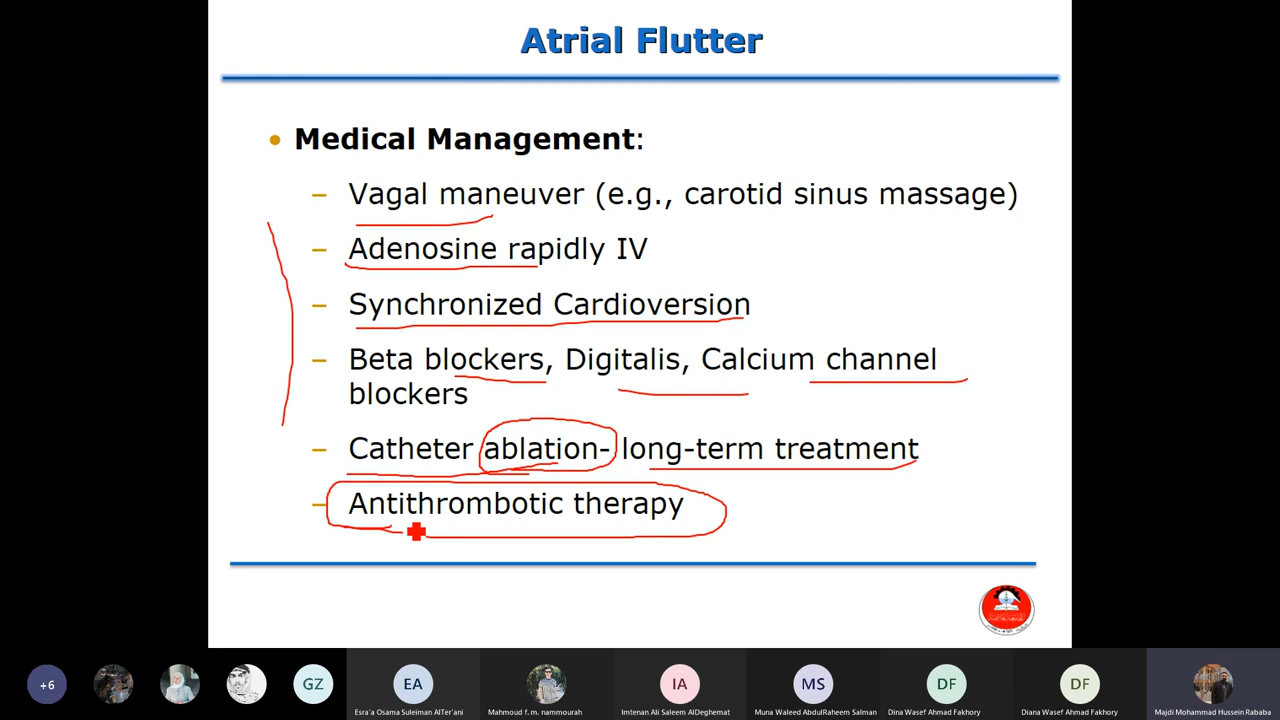 Atrial Flutter
• Medical Management:
– Vagal maneuver (e.g., carotid sinus massage)
– Adenosine rapidly IV
– Synchronized Cardioversion
– Beta blockers, Digitalis, Calcium channel
blockers
– Catheter ablation- long-term treatment
– Antithrombotic therapy
+6
GZ
EA
IA
MS
DF
DF
Esra'a Osama Suleiman AlTer'ani
Mahmoud f. m. nammourah
Imtenan Ali Saleem AlDeghemat
Muna Waleed AbdulRaheem Salman
Dina Wasef Ahmad Fakhory
Diana Wasef Ahmad Fakhory
Majdi Mohammad Hussein Rababa